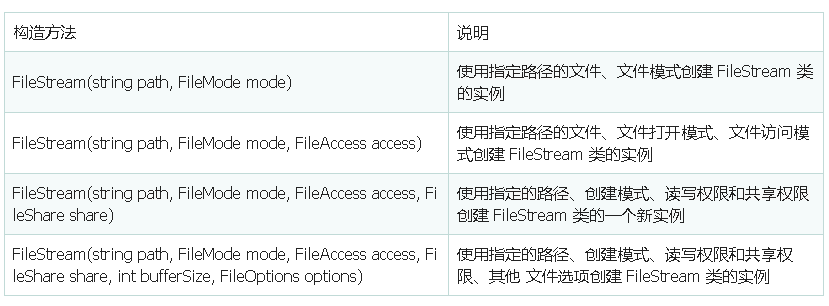 构造方法
说明
FileStream(string path, FileMode mode)
使用指定路径的文件、文件模式创建 FileStream 类
的实例
FileStream(string path, FileMode mode, FileAccess access)
使用指定路径的文件、文件打开模式、文件访问模
式创建 FileStream 类的实例
FileStream(string path, FileMode mode, FileAccess access, Fi
leShare share)
使用指定的路径、创建模式、读写权限和共享权限
创建 FileStream 类的一个新实例
FileStream(string path, FileMode mode, FileAccess access, Fi
leShare share, int bufferSize, FileOptions options)
使用指定的路径、创建模式、读写权限和共享权
限、其他 文件选项创建 FileStream 类的实例